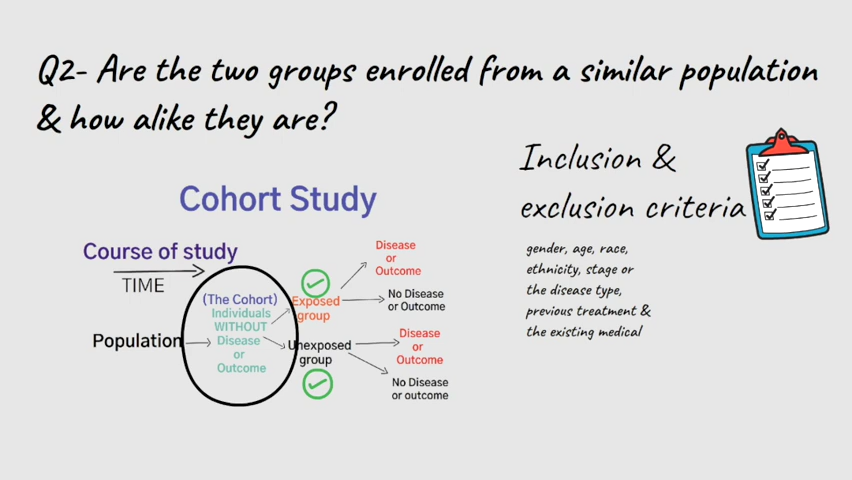 Q2- Are the two groups enrolled from a similar population
& how alike they are?
Inclusion &
exclusion criteria
gender, age, race,
ethnicity, stage or
the disease type,
previous treatment &
the existing medical
Cohort Study
Course of study
TIME
Population
(The Cohort)
Individuals
WITHOUT
Disease
or
Outcome
Exposed
group
Disease
or
Outcome
No Disease
or Outcome
Unexposed
group
Disease
or
Outcome
No Disease
or outcome